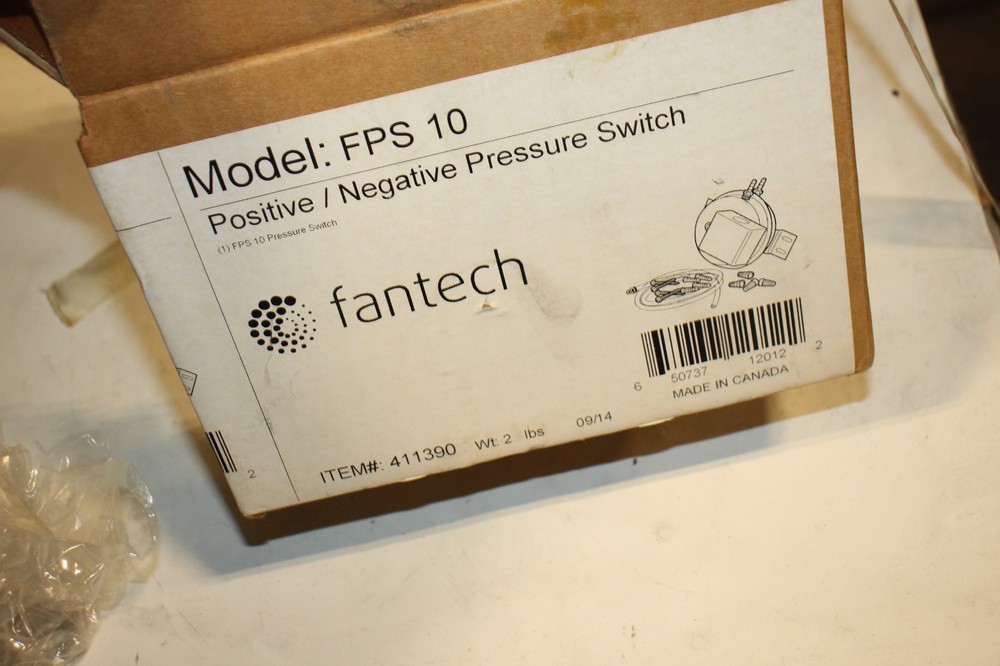 Model: FPS 10
Positive / Negative Pressure Switch
(1) FPS 10 Pressure Switch
fantech
6 50737 12012 2
MADE IN CANADA
ITEM#: 411390 Wt: 2 lbs 09/14
2